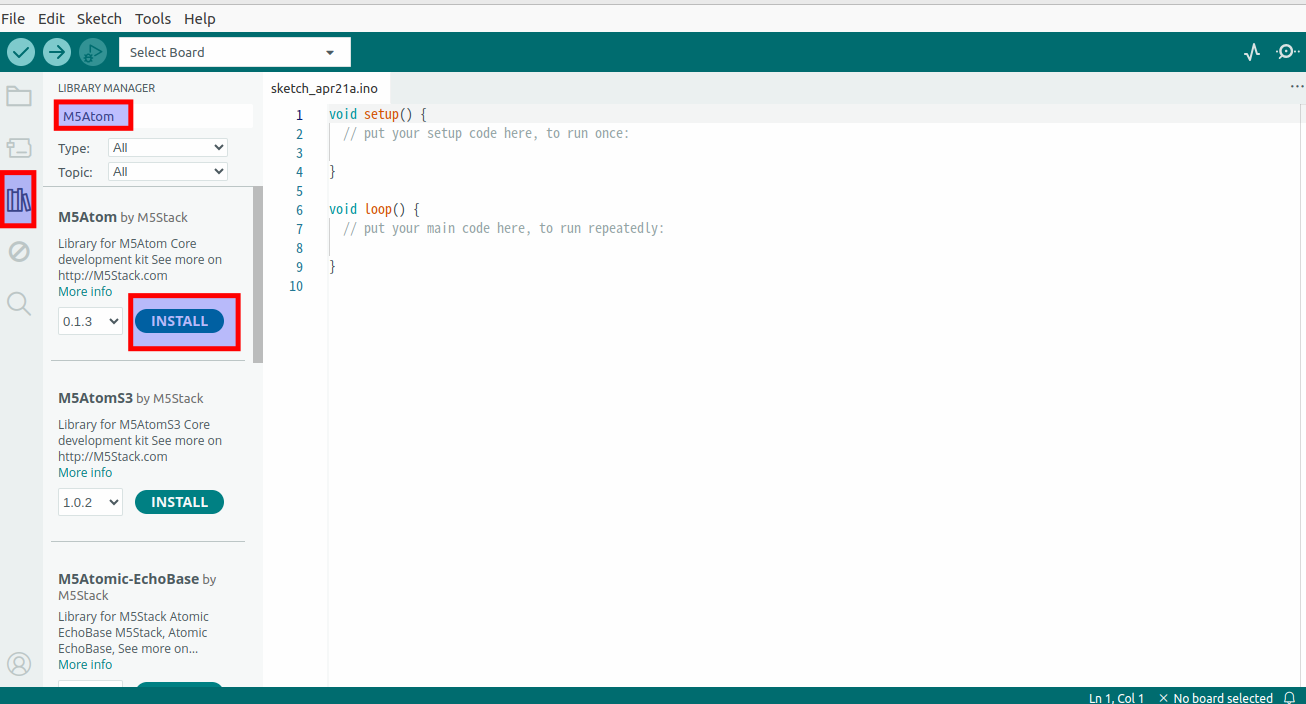 File Edit Sketch Tools Help
Select Board
LIBRARY MANAGER
M5Atom
Type: All
Topic: All
M5Atom by M5Stack
Library for M5Atom Core
development kit See more on
http://M5Stack.com
More info
0.1.3 INSTALL
M5AtomS3 by M5Stack
Library for M5AtomS3 Core
development kit See more on
http://M5Stack.com
More info
1.0.2 INSTALL
M5Atomic-EchoBase by
M5Stack
Library for M5Stack Atomic
EchoBase M5Stack, Atomic
EchoBase, See more on...
More info
sketch_apr21a.ino
1 void setup() {
2 // put your setup code here, to run once:
3
4 }
5
6 void loop() {
7 // put your main code here, to run repeatedly:
8
9 }
10
Ln 1, Col 1 × No board selected